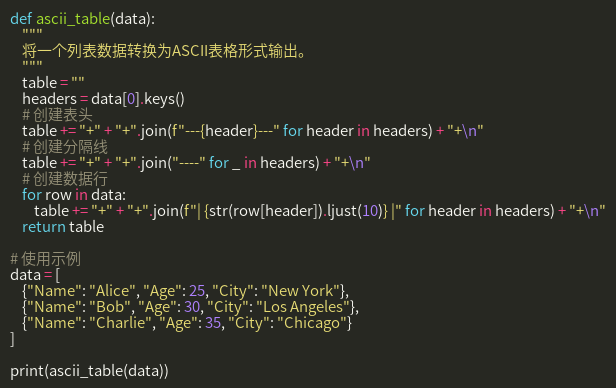 def ascii_table(data):
    """
    将一个列表数据转换为ASCII表格形式输出。
    """
    table = ""
    headers = data[0].keys()
    # 创建表头
    table += "+" + "+".join(f"---{header}---" for header in headers) + "+\n"
    # 创建分隔线
    table += "+" + "+".join("----" for _ in headers) + "+\n"
    # 创建数据行
    for row in data:
        table += "+" + "+".join(f"| {str(row[header]).ljust(10)} |" for header in headers) + "+\n"
    return table

# 使用示例
data = [
    {"Name": "Alice", "Age": 25, "City": "New York"},
    {"Name": "Bob", "Age": 30, "City": "Los Angeles"},
    {"Name": "Charlie", "Age": 35, "City": "Chicago"}
]

print(ascii_table(data))